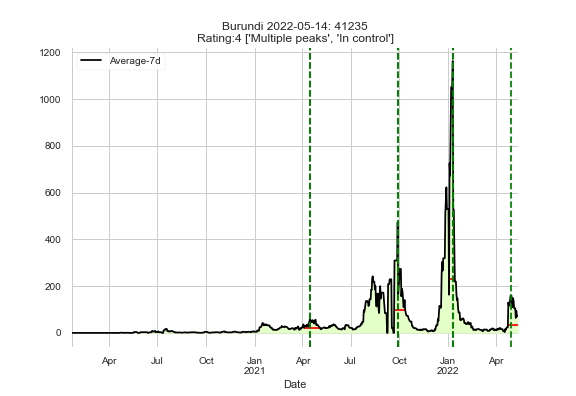 Burundi 2022-05-14: 41235
Rating:4 ['Multiple peaks', 'In control']
Average-7d
1200
1000
800
600
400
200
0
Apr Jul Oct Jan Apr Jul Oct Jan Apr
2021 2022
Date